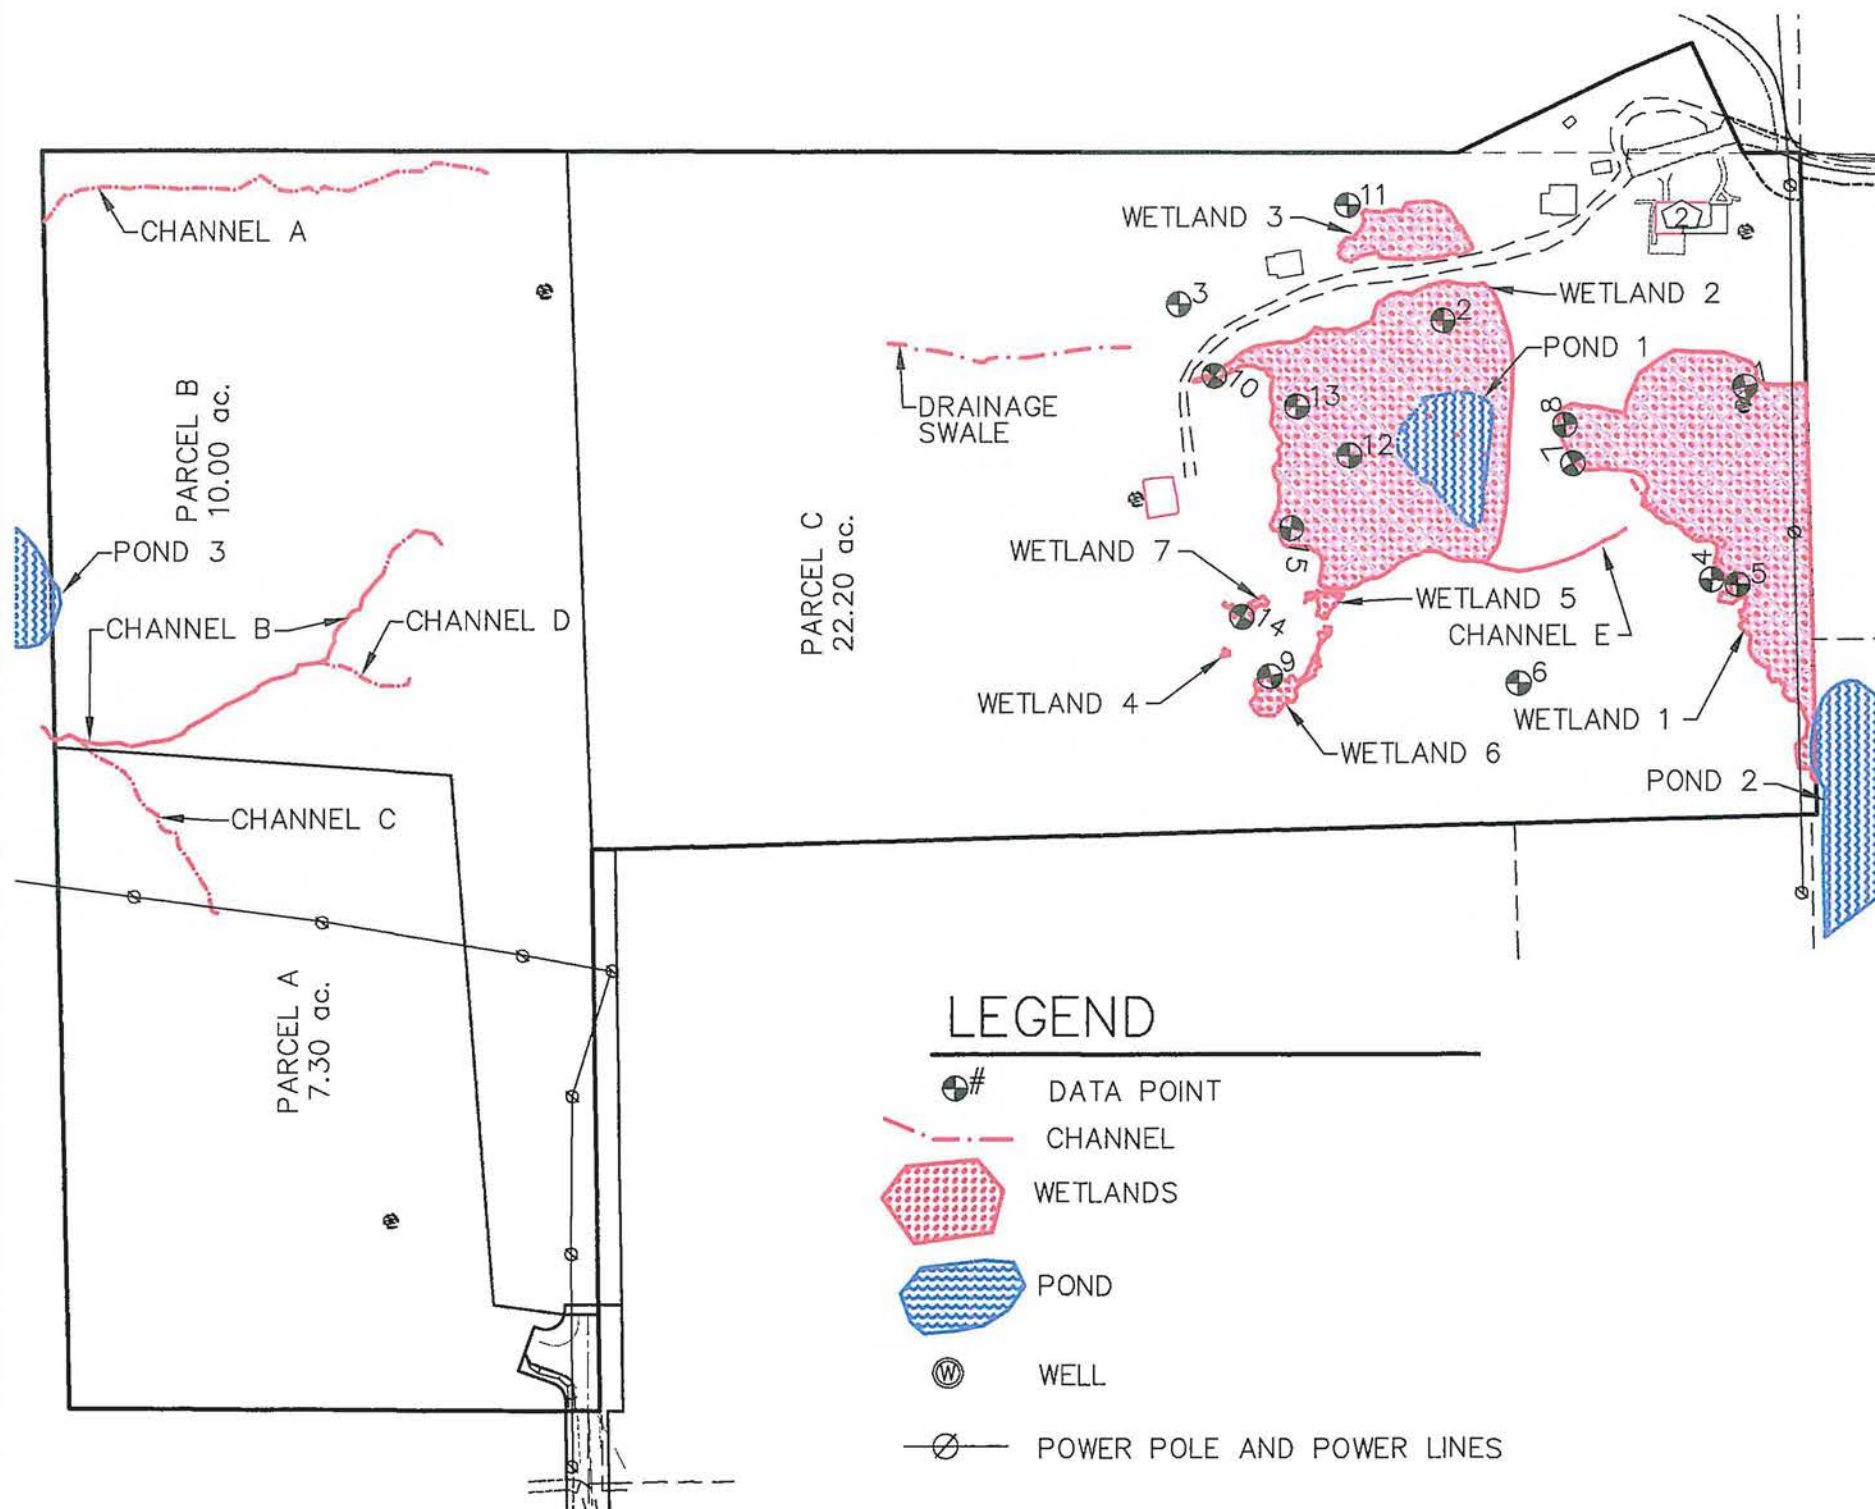 CHANNEL A
11
WETLAND 3
2
3
2
WETLAND 2
POND 1
10
13
1
DRAINAGE
SWALE
8
12
7
PARCEL B
10.00 ac.
POND 3
PARCEL C
22.20 ac.
15
WETLAND 7
4
5
WETLAND 5
CHANNEL B
CHANNEL D
14
CHANNEL E
9
6
WETLAND 4
WETLAND 1
WETLAND 6
POND 2
CHANNEL C
PARCEL A
7.30 ac.
LEGEND
# DATA POINT
CHANNEL
WETLANDS
POND
W WELL
POWER POLE AND POWER LINES